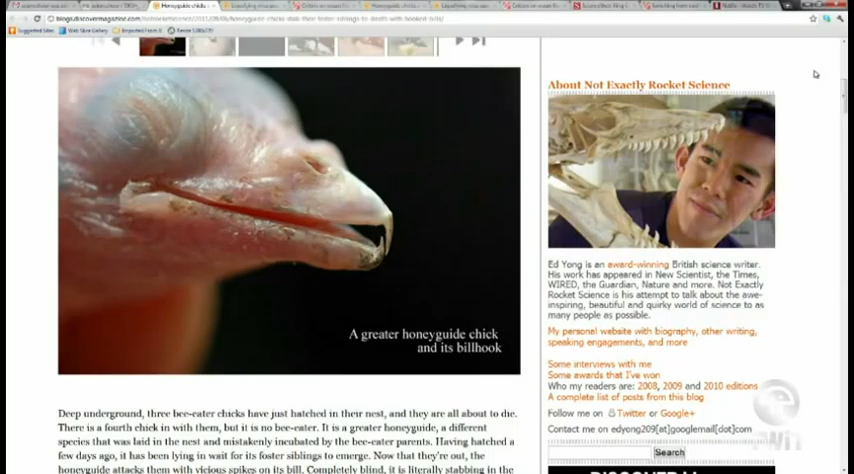 Honeyguide chicks
blogs.discovermagazine.com/notrocketscience/2011/09/06/honeyguide-chicks-stab-their-foster-siblings-to-death-with-hooked-bills/
Suggested Sites
Web Slice Gallery
Imported From IE
Resize 1280x720
A greater honeyguide chick
and its billhook
Deep underground, three bee-eater chicks have just hatched in their nest, and they are all about to die.
There is a fourth chick in with them, but it is no bee-eater. It is a greater honeyguide, a different
species that was laid in the nest and mistakenly incubated by the bee-eater parents. Having hatched a
few days ago, it has been lying in wait for its foster siblings to emerge. Now that they're out, the
honeyguide attacks them with vicious spikes on its bill. Completely blind, it is literally stabbing in the
About Not Exactly Rocket Science
Ed Yong is an award-winning British science writer.
His work has appeared in New Scientist, the Times,
WIRED, the Guardian, Nature and more. Not Exactly
Rocket Science is his attempt to talk about the awe-
inspiring, beautiful and quirky world of science to as
many people as possible.
My personal website with biography, other writing,
speaking engagements, and more
Some interviews with me
Some awards that I've won
Who my readers are: 2008, 2009 and 2010 editions
A complete list of posts from this blog
Follow me on Twitter or Google+
Contact me on edyong209[at]googlemail[dot]com
Search